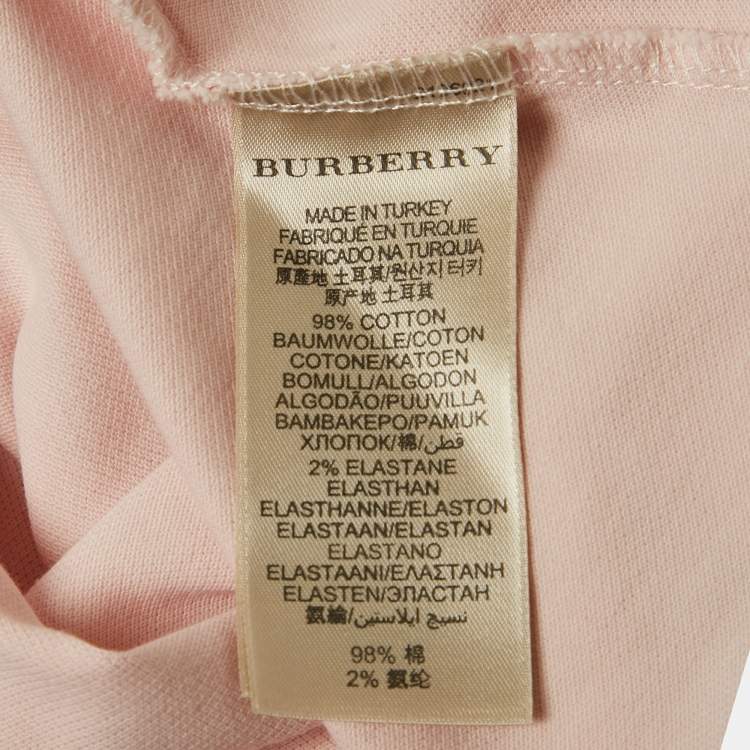 BURBERRY
MADE IN TURKEY
FABRIQUÉ EN TURQUIE
FABRICADO NA TURQUIA
原產地 土耳其/원산지 터키
原产地 土耳其
98% COTTON
BAUMWOLLE/COTON
COTONE/KATOEN
BOMULL/ALGODON
ALGODÃO/PUUVILLA
BAMBAKEPO/PAMUK
ХЛОПОК/棉/قطن
2% ELASTANE
ELASTHAN
ELASTHANNE/ELASTON
ELASTAAN/ELASTAN
ELASTANO
ELASTAANI/ΕΛΑΣΤΑΝΗ
ELASTEN/ЭЛАСТАН
氨綸/نسيج ايلاستين
98% 棉
2% 氨纶